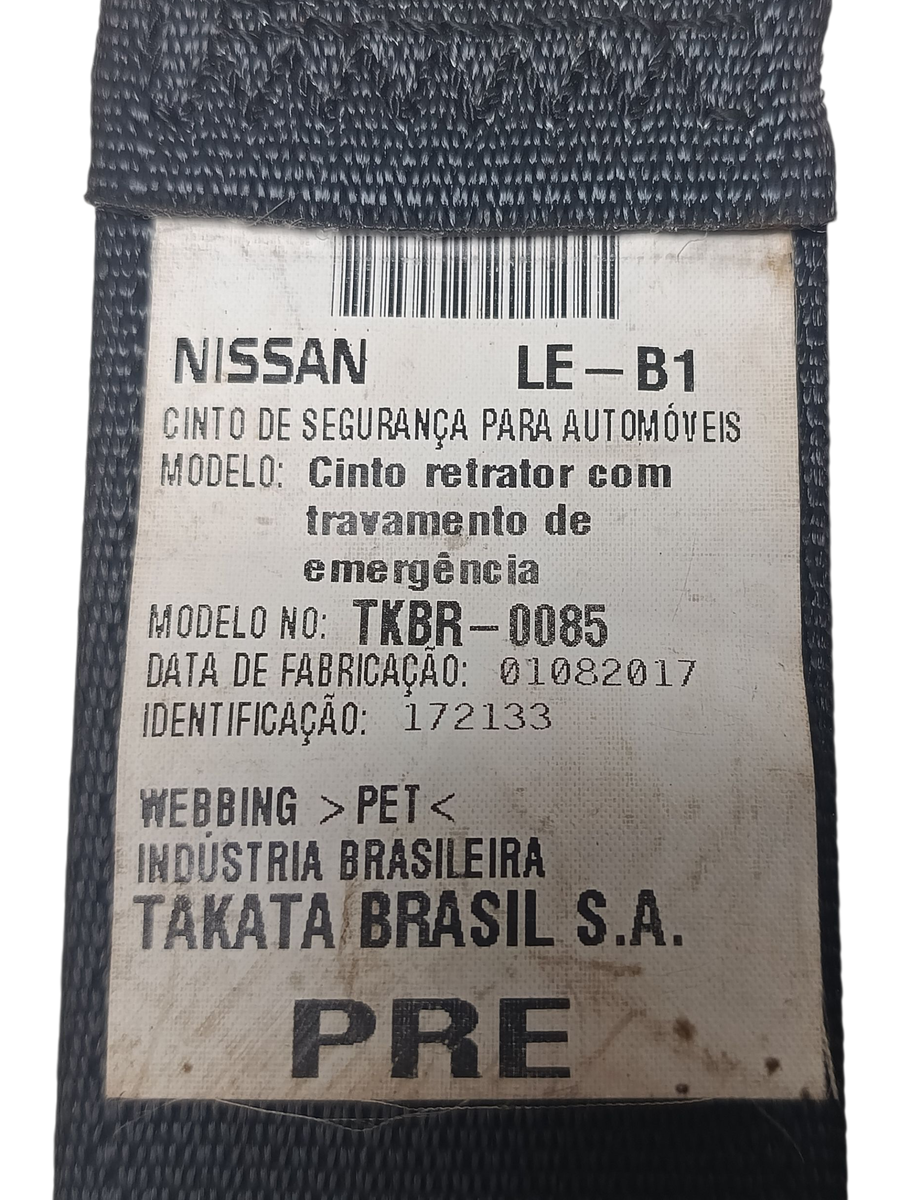 NISSAN LE-B1
CINTO DE SEGURANÇA PARA AUTOMÓVEIS
MODELO: Cinto retrator com
travamento de
emergência
MODELO NO: TKBR-0085
DATA DE FABRICAÇÃO: 01082017
IDENTIFICAÇÃO: 172133
WEBBING >PET<
INDÚSTRIA BRASILEIRA
TAKATA BRASIL S.A.
PRE